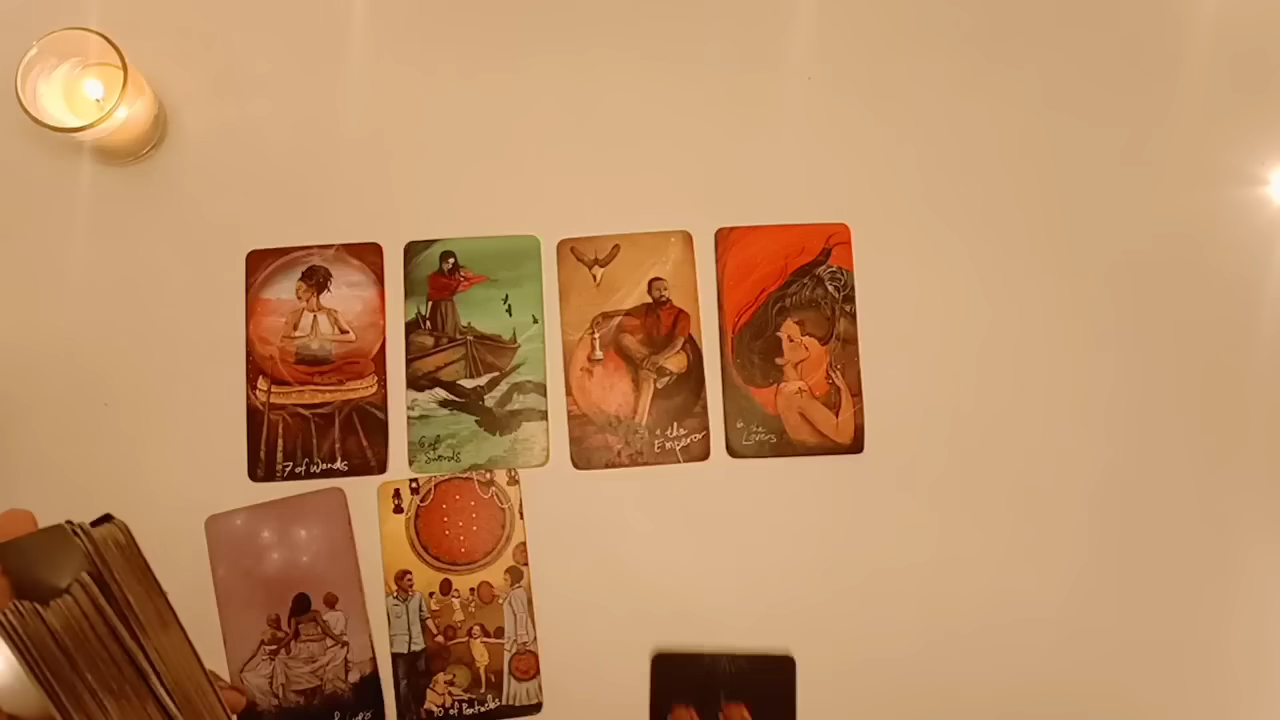 7 of Wands
6 of
Swords
4 the
Emperor
6. the
Lovers
10 of Pentacles